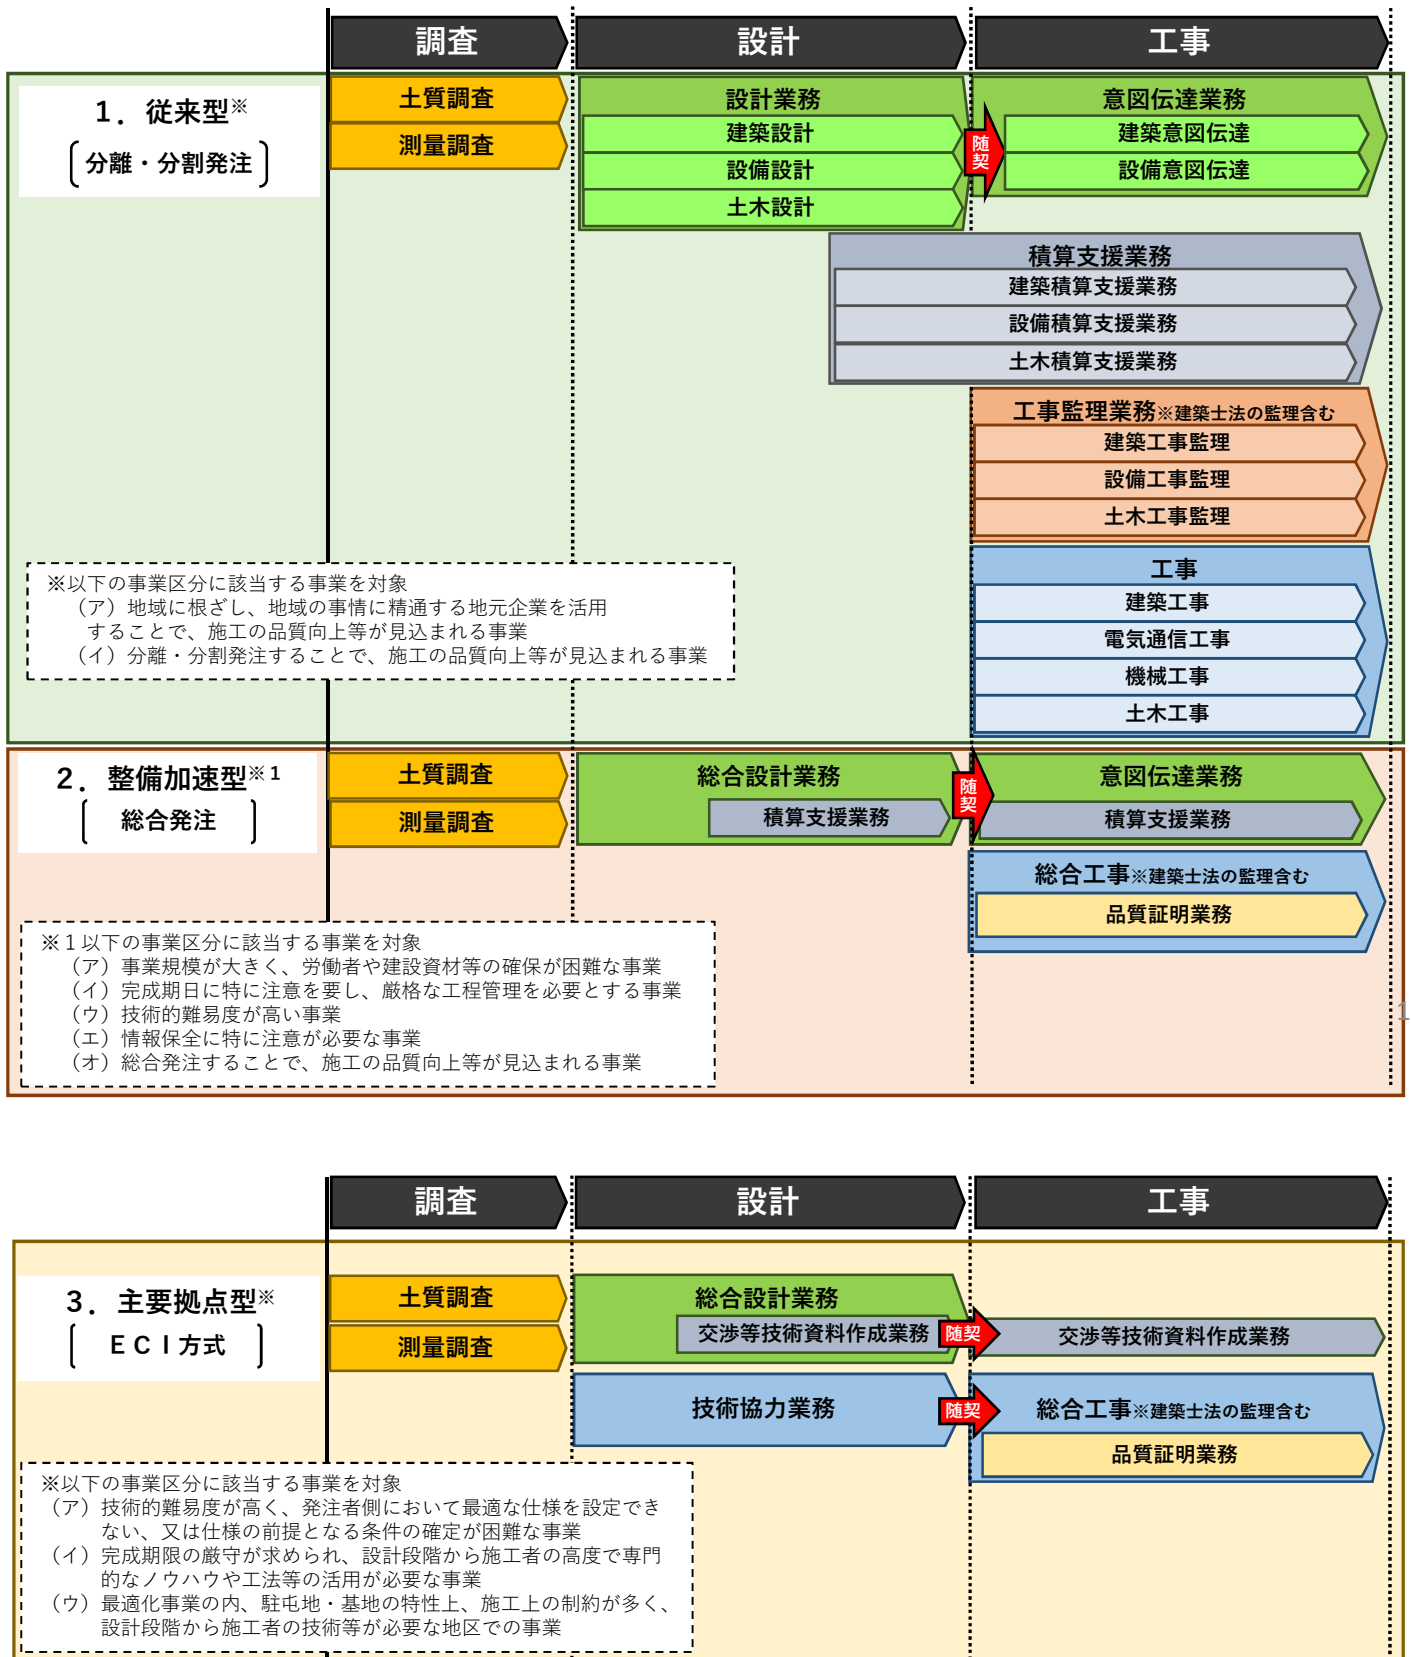 調査
設計
工事
1．従来型※
分離・分割発注
土質調査
測量調査
設計業務
建築設計
設備設計
土木設計
随契
意図伝達業務
建築意図伝達
設備意図伝達
積算支援業務
建築積算支援業務
設備積算支援業務
土木積算支援業務
工事監理業務※建築士法の監理含む
建築工事監理
設備工事監理
土木工事監理
工事
建築工事
電気通信工事
機械工事
土木工事
※以下の事業区分に該当する事業を対象
（ア）地域に根ざし、地域の事情に精通する地元企業を活用
することで、施工の品質向上等が見込まれる事業
（イ）分離・分割発注することで、施工の品質向上等が見込まれる事業
2．整備加速型※1
総合発注
土質調査
測量調査
総合設計業務
積算支援業務
随契
意図伝達業務
積算支援業務
総合工事※建築士法の監理含む
品質証明業務
※１以下の事業区分に該当する事業を対象
（ア）事業規模が大きく、労働者や建設資材等の確保が困難な事業
（イ）完成期日に特に注意を要し、厳格な工程管理を必要とする事業
（ウ）技術的難易度が高い事業
（エ）情報保全に特に注意が必要な事業
（オ）総合発注することで、施工の品質向上等が見込まれる事業
1
調査
設計
工事
3．主要拠点型※
ＥＣＩ方式
土質調査
測量調査
総合設計業務
交渉等技術資料作成業務
随契
交渉等技術資料作成業務
技術協力業務
随契
総合工事※建築士法の監理含む
品質証明業務
※以下の事業区分に該当する事業を対象
（ア）技術的難易度が高く、発注者側において最適な仕様を設定でき
ない、又は仕様の前提となる条件の確定が困難な事業
（イ）完成期限の厳守が求められ、設計段階から施工者の高度で専門
的なノウハウや工法等の活用が必要な事業
（ウ）最適化事業の内、駐屯地・基地の特性上、施工上の制約が多く、
設計段階から施工者の技術等が必要な地区での事業